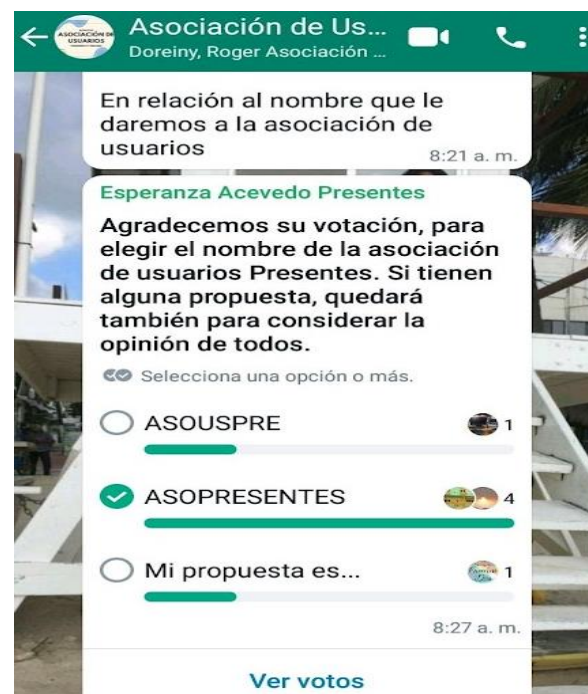 Asociación de Us...
Doreiny, Roger Asociación ...
ASOCIACIÓN DE
USUARIOS
En relación al nombre que le
daremos a la asociación de
usuarios
8:21 a. m.
Esperanza Acevedo Presentes
Agradecemos su votación, para
elegir el nombre de la asociación
de usuarios Presentes. Si tienen
alguna propuesta, quedará
también para considerar la
opinión de todos.
Selecciona una opción o más.
ASOUSPRE 1
ASOPRESENTES 4
Mi propuesta es... 1
8:27 a. m.
Ver votos